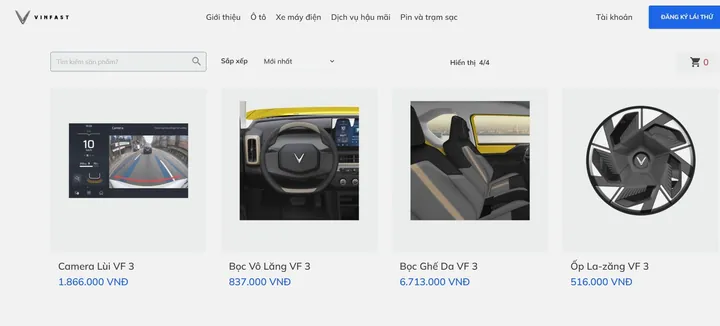 VINFAST
Giới thiệu Ô tô Xe máy điện Dịch vụ hậu mãi Pin và trạm sạc
Tài khoản
ĐĂNG KÝ LÁI THỬ
Tìm kiếm sản phẩm?
Sắp xếp
Mới nhất
Hiển thị 4/4
0
Camera
10
Camera Lùi VF 3
1.866.000 VNĐ
Bọc Vô Lăng VF 3
837.000 VNĐ
Bọc Ghế Da VF 3
6.713.000 VNĐ
Ốp La-zăng VF 3
516.000 VNĐ